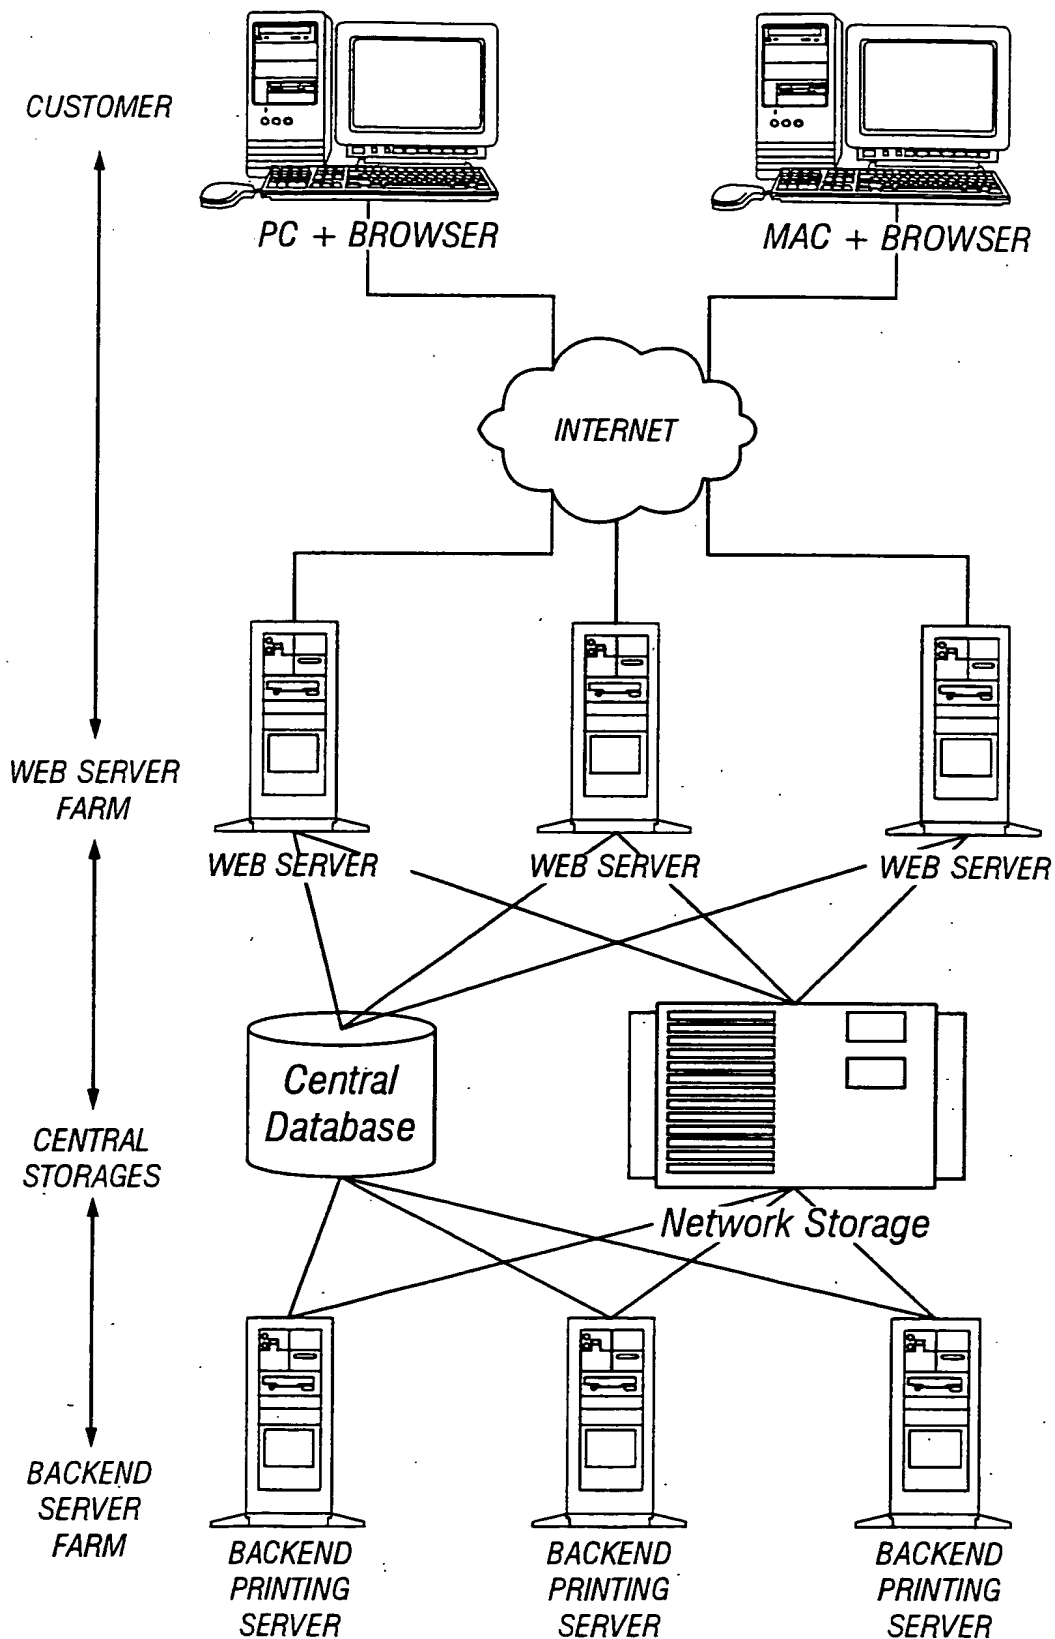 CUSTOMER
PC + BROWSER
MAC + BROWSER
INTERNET
WEB SERVER
FARM
WEB SERVER
WEB SERVER
WEB SERVER
Central
Database
CENTRAL
STORAGES
Network Storage
BACKEND
SERVER
FARM
BACKEND
PRINTING
SERVER
BACKEND
PRINTING
SERVER
BACKEND
PRINTING
SERVER